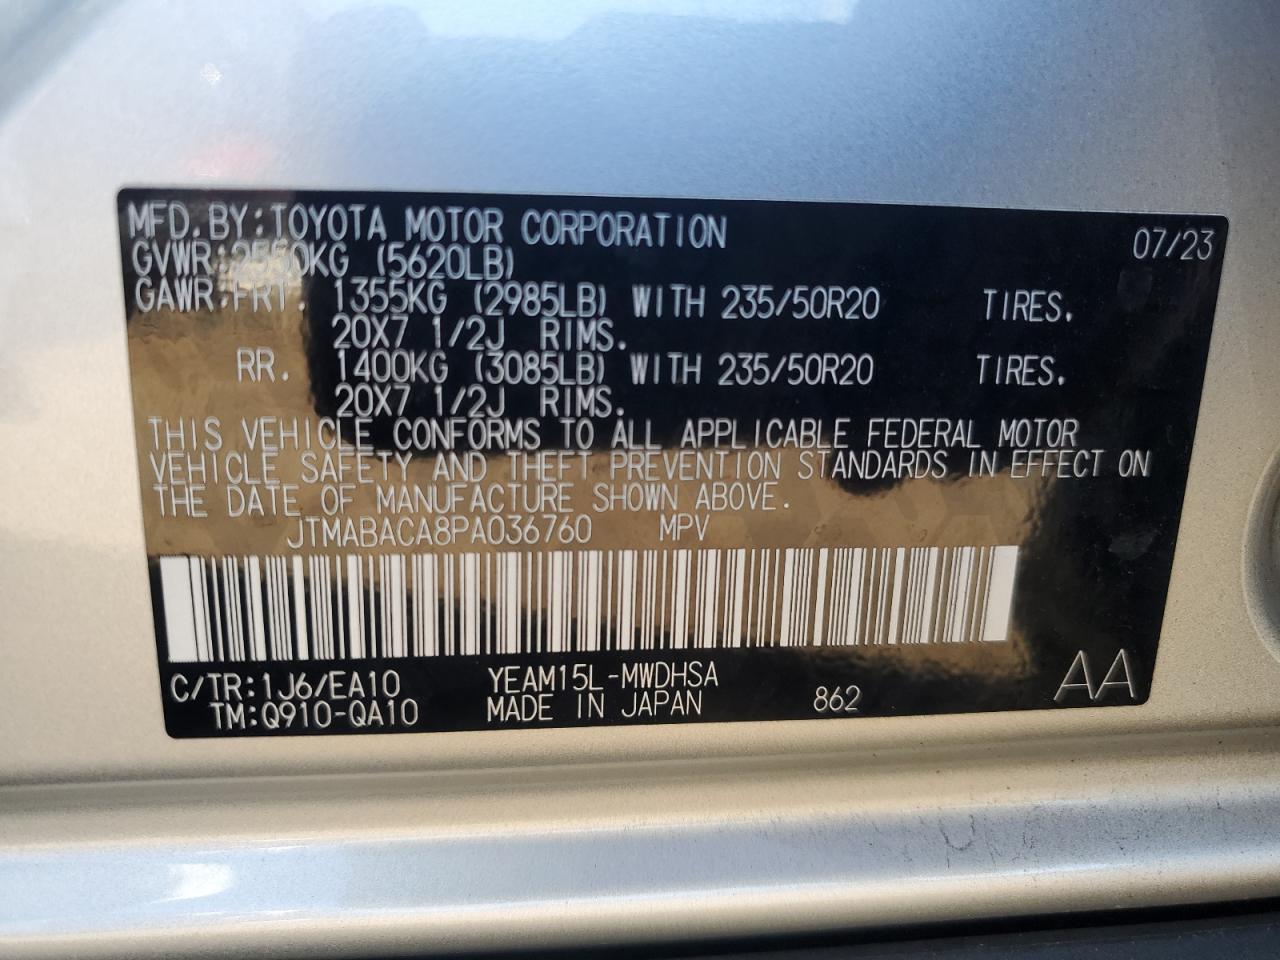 MFD.BY:TOYOTA MOTOR CORPORATION 07/23
GVWR:2550KG (5620LB)
GAWR:FRT. 1355KG (2985LB) WITH 235/50R20 TIRES.
20X7 1/2J RIMS.
RR. 1400KG (3085LB) WITH 235/50R20 TIRES.
20X7 1/2J RIMS.
THIS VEHICLE CONFORMS TO ALL APPLICABLE FEDERAL MOTOR
VEHICLE SAFETY AND THEFT PREVENTION STANDARDS IN EFFECT ON
THE DATE OF MANUFACTURE SHOWN ABOVE.
JTMABACA8PA036760 MPV
C/TR:1J6/EA10 YEAM15L-MWDHSA
TM:Q910-QA10 MADE IN JAPAN 862 AA